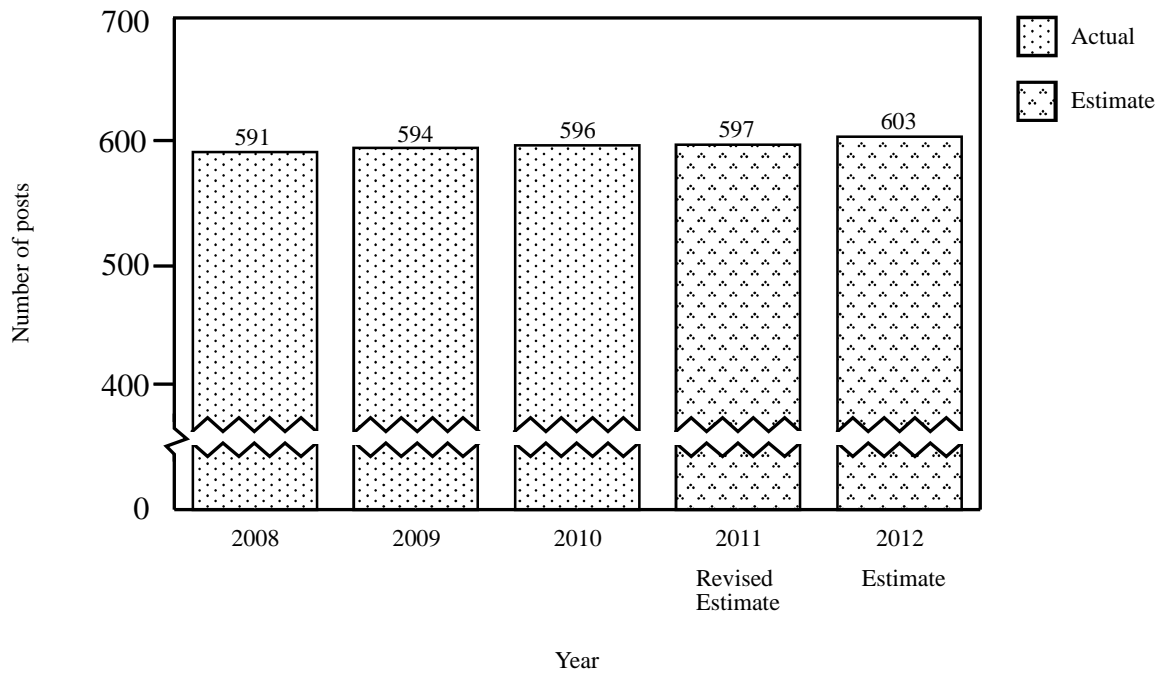 700
600
500
400
0
Number of posts
591
594
596
597
603
2008
2009
2010
2011
2012
Revised
Estimate
Estimate
Year
Actual
Estimate